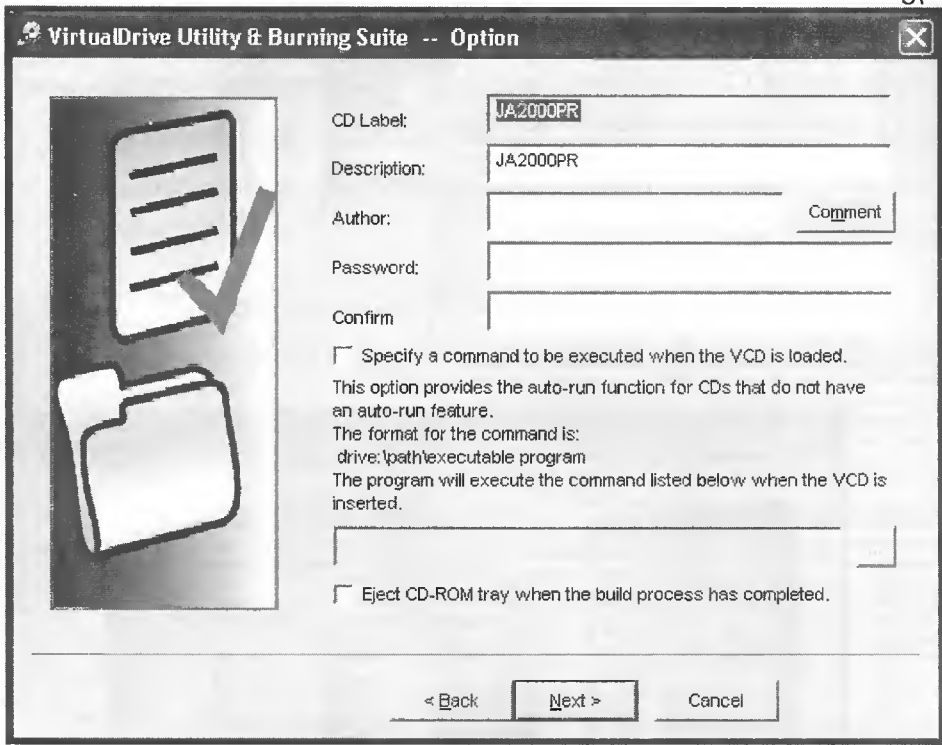 VirtualDrive Utility & Burning Suite -- Option
CD Label:
JA2000PR
Description:
JA2000PR
Author:
Comment
Password:
Confirm
Specify a command to be executed when the VCD is loaded.
This option provides the auto-run function for CDs that do not have
an auto-run feature.
The format for the command is:
drive:\path\executable program
The program will execute the command listed below when the VCD is
inserted.
...
Eject CD-ROM tray when the build process has completed.
< Back
Next >
Cancel